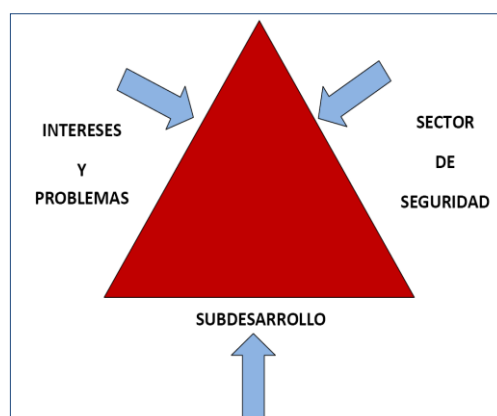 INTERESES
Y
PROBLEMAS
SECTOR
DE
SEGURIDAD
SUBDESARROLLO